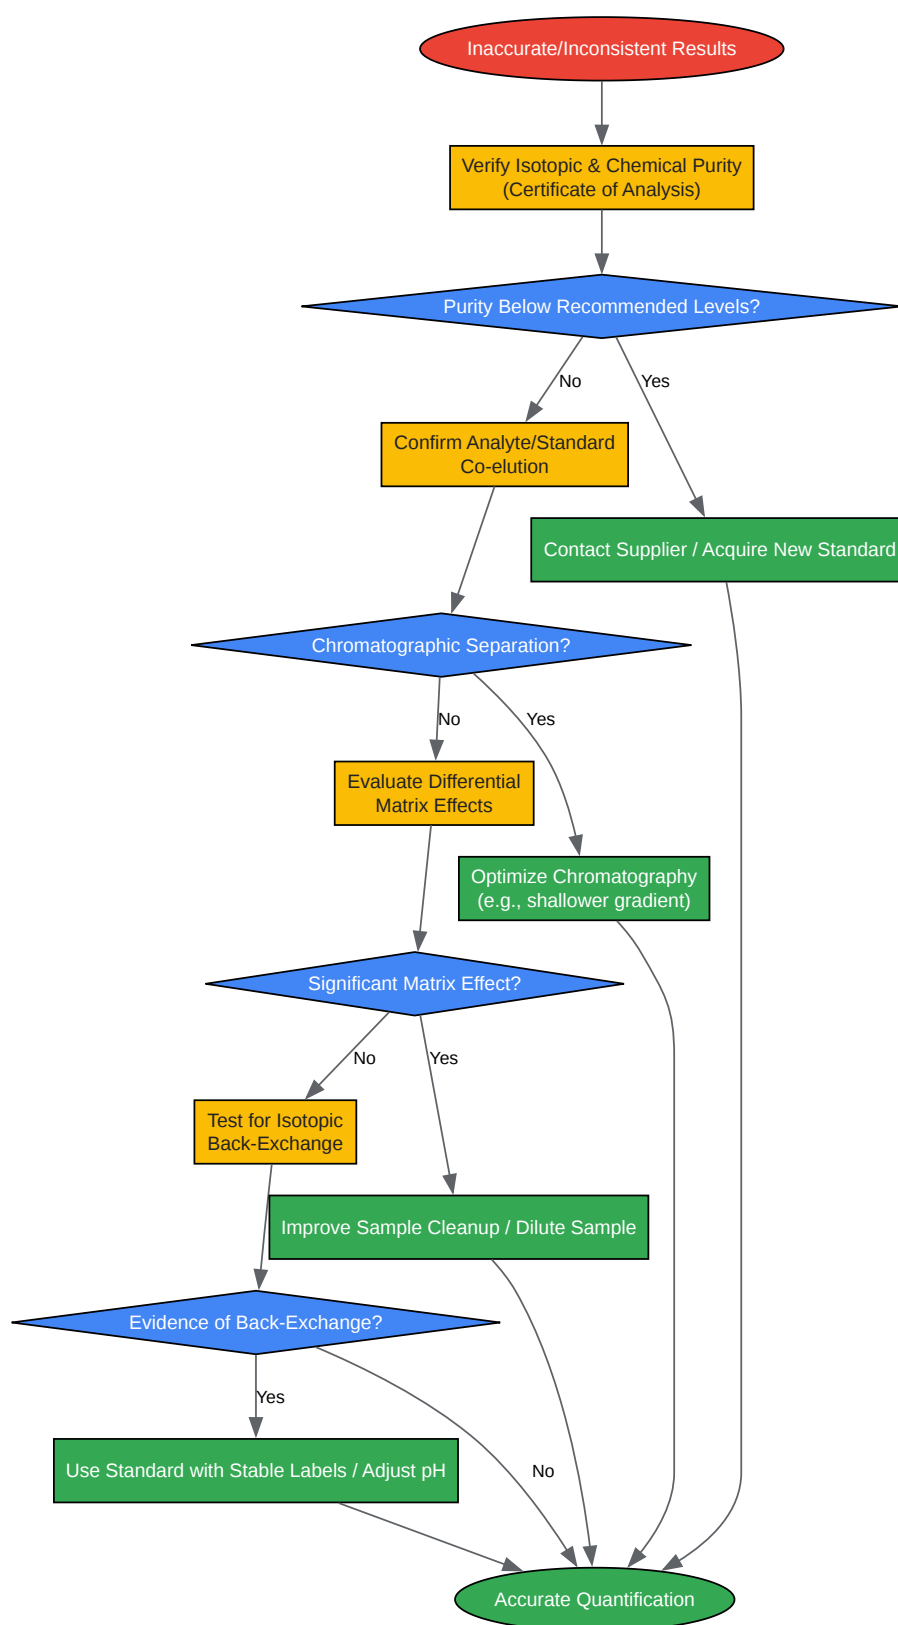 Inaccurate/Inconsistent Results
Verify Isotopic & Chemical Purity
(Certificate of Analysis)
Purity Below Recommended Levels?
No
Yes
Confirm Analyte/Standard
Co-elution
Contact Supplier / Acquire New Standard
Chromatographic Separation?
No
Yes
Evaluate Differential
Matrix Effects
Optimize Chromatography
(e.g., shallower gradient)
Significant Matrix Effect?
No
Yes
Test for Isotopic
Back-Exchange
Improve Sample Cleanup / Dilute Sample
Evidence of Back-Exchange?
Yes
Use Standard with Stable Labels / Adjust pH
No
Accurate Quantification